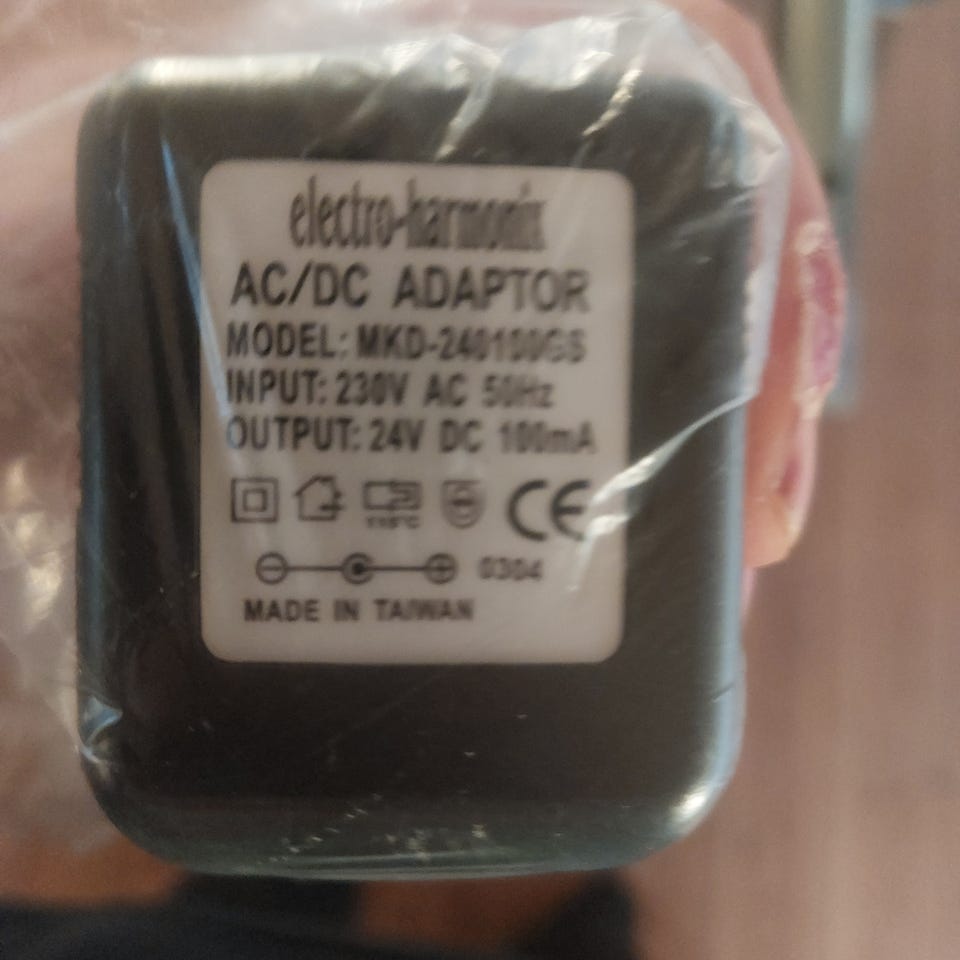 electro-harmonix
AC/DC ADAPTOR
MODEL: MKD-240100GS
INPUT: 230V AC 50Hz
OUTPUT: 24V DC 100mA
CE
0304
MADE IN TAIWAN